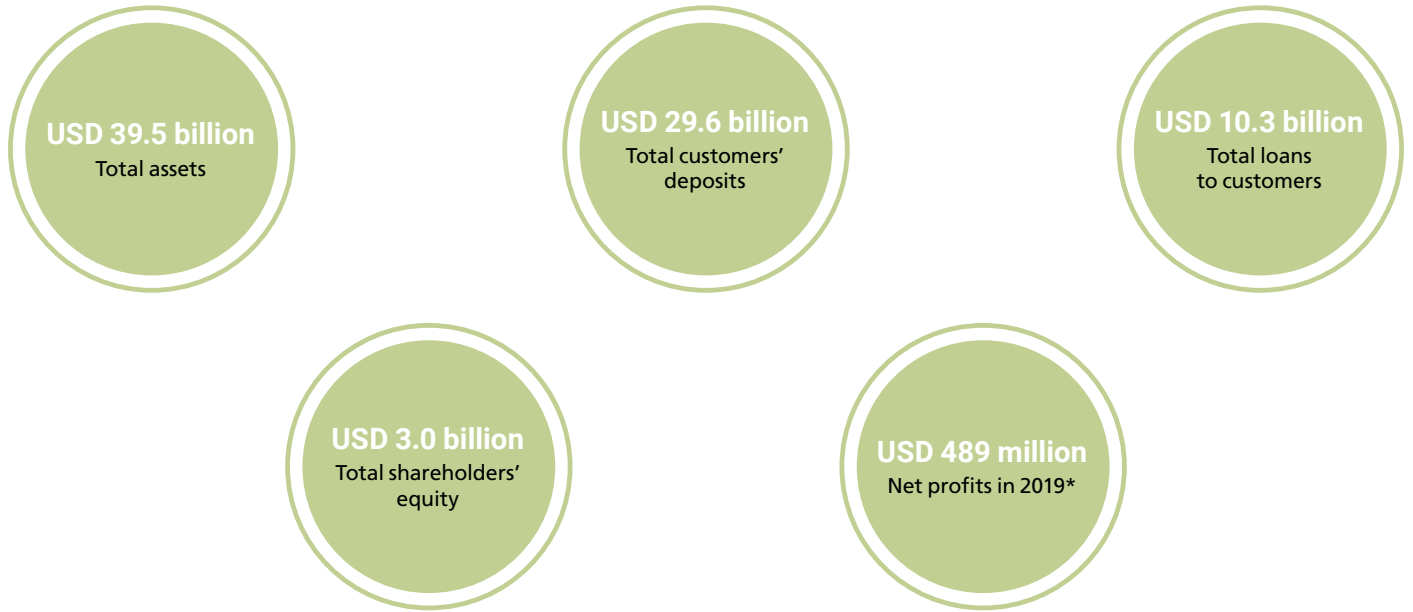 USD 39.5 billion
Total assets
USD 29.6 billion
Total customers’
deposits
USD 10.3 billion
Total loans
to customers
USD 3.0 billion
Total shareholders’
equity
USD 489 million
Net profits in 2019*